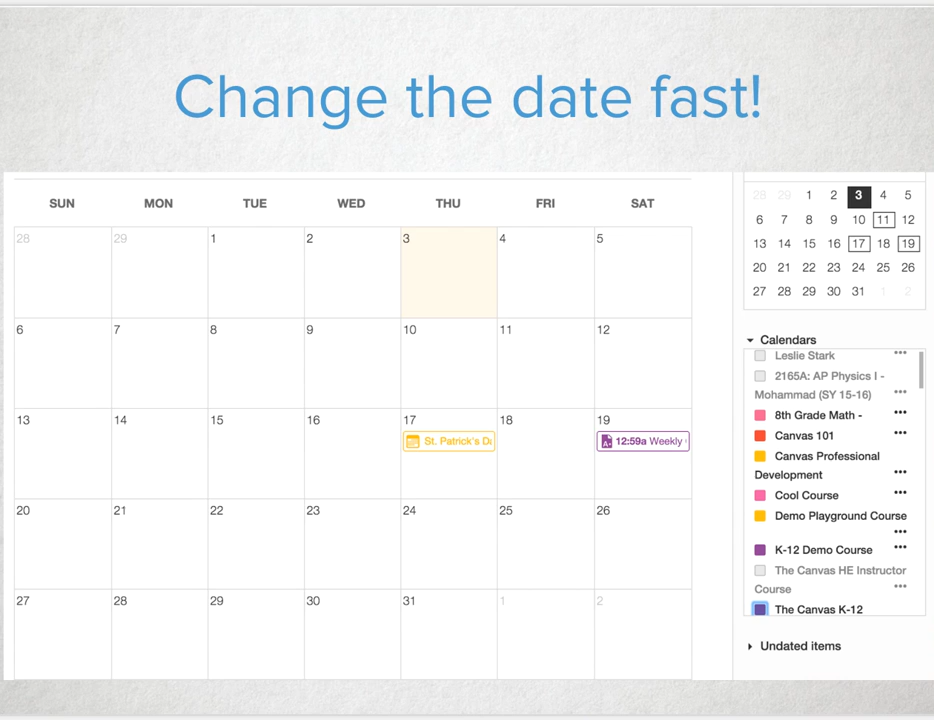 Change the date fast!
SUN MON TUE WED THU FRI SAT
28 29 1 2 3 4 5
6 7 8 9 10 11 12
13 14 15 16 17 18 19
St. Patrick's 12:59a Weekly
20 21 22 23 24 25 26
27 28 29 30 31 1 2
28 29 1 2 3 4 5
6 7 8 9 10 11 12
13 14 15 16 17 18 19
20 21 22 23 24 25 26
27 28 29 30 31 1 2
Calendars
Leslie Stark
2165A: AP Physics I -
Mohammad (SY 15-16)
8th Grade Math -
Canvas 101
Canvas Professional
Development
Cool Course
Demo Playground Course
K-12 Demo Course
The Canvas HE Instructor
Course
The Canvas K-12
Undated items